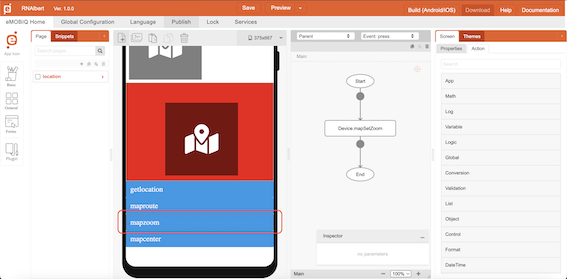 RNAlbert Ver. 1.0.0 Save Preview Build (Android/iOS) Download Help Documentation
eMOBIQ Home Global Configuration Language Publish Lock Services
App Icon
Basic
General
Forms
Plugin
Page Snippets
Search pages
location
375x667
getlocation
maproute
mapzoom
mapcenter
Parent Event: press
Main
Start
Device.mapSetZoom
End
Inspector
no parameters
Main 100%
Screen Themes
Properties Action
Search
App
Math
Log
Variable
Logic
Global
Conversion
Validation
List
Object
Control
Format
DateTime